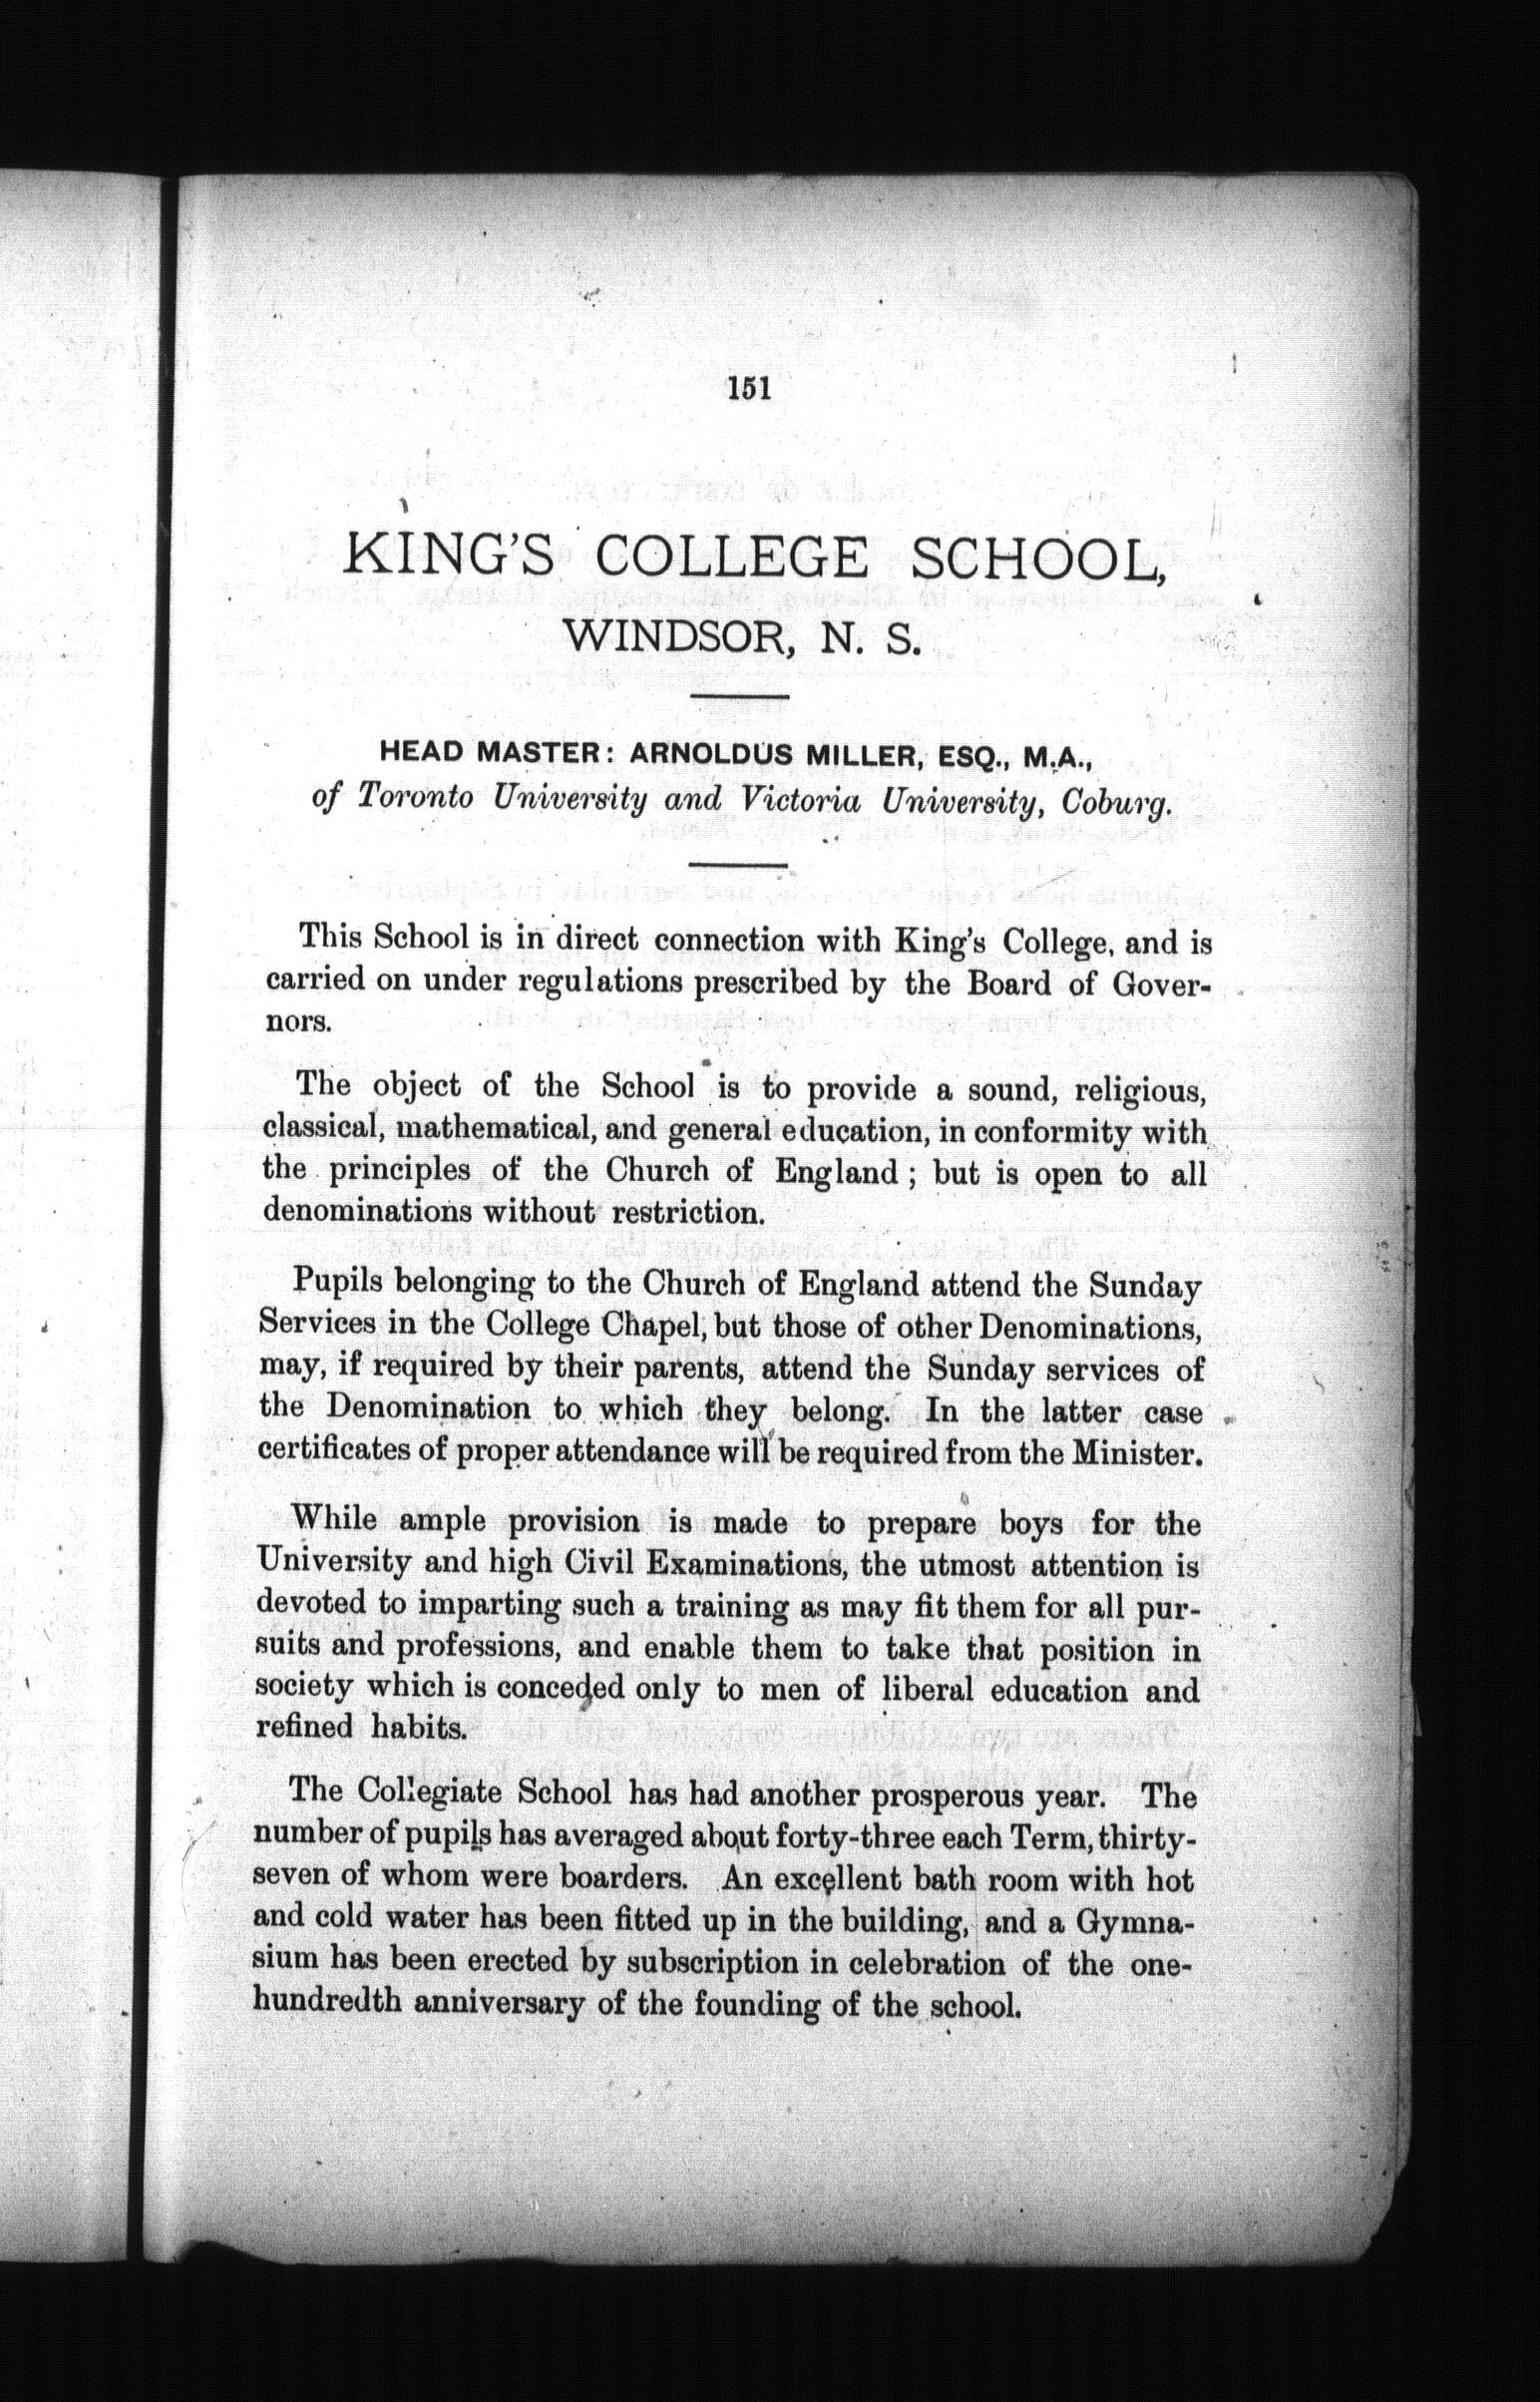 151
KING'S COLLEGE SCHOOL,
WINDSOR, N. S.
HEAD MASTER: ARNOLDUS MILLER, ESQ., M.A.,
of Toronto University and Victoria University, Coburg.
This School is in direct connection with King's College, and is
carried on under regulations prescribed by the Board of Gover-
nors.
The object of the School is to provide a sound, religious,
classical, mathematical, and general education, in conformity with
the principles of the Church of England; but is open to all
denominations without restriction.
Pupils belonging to the Church of England attend the Sunday
Services in the College Chapel, but those of other Denominations,
may, if required by their parents, attend the Sunday services of
the Denomination to which they belong. In the latter case
certificates of proper attendance will be required from the Minister.
While ample provision is made to prepare boys for the
University and high Civil Examinations, the utmost attention is
devoted to imparting such a training as may fit them for all pur-
suits and professions, and enable them to take that position in
society which is conceded only to men of liberal education and
refined habits.
The Collegiate School has had another prosperous year. The
number of pupils has averaged about forty-three each Term, thirty-
seven of whom were boarders. An excellent bath room with hot
and cold water has been fitted up in the building, and a Gymna-
sium has been erected by subscription in celebration of the one-
hundredth anniversary of the founding of the school.